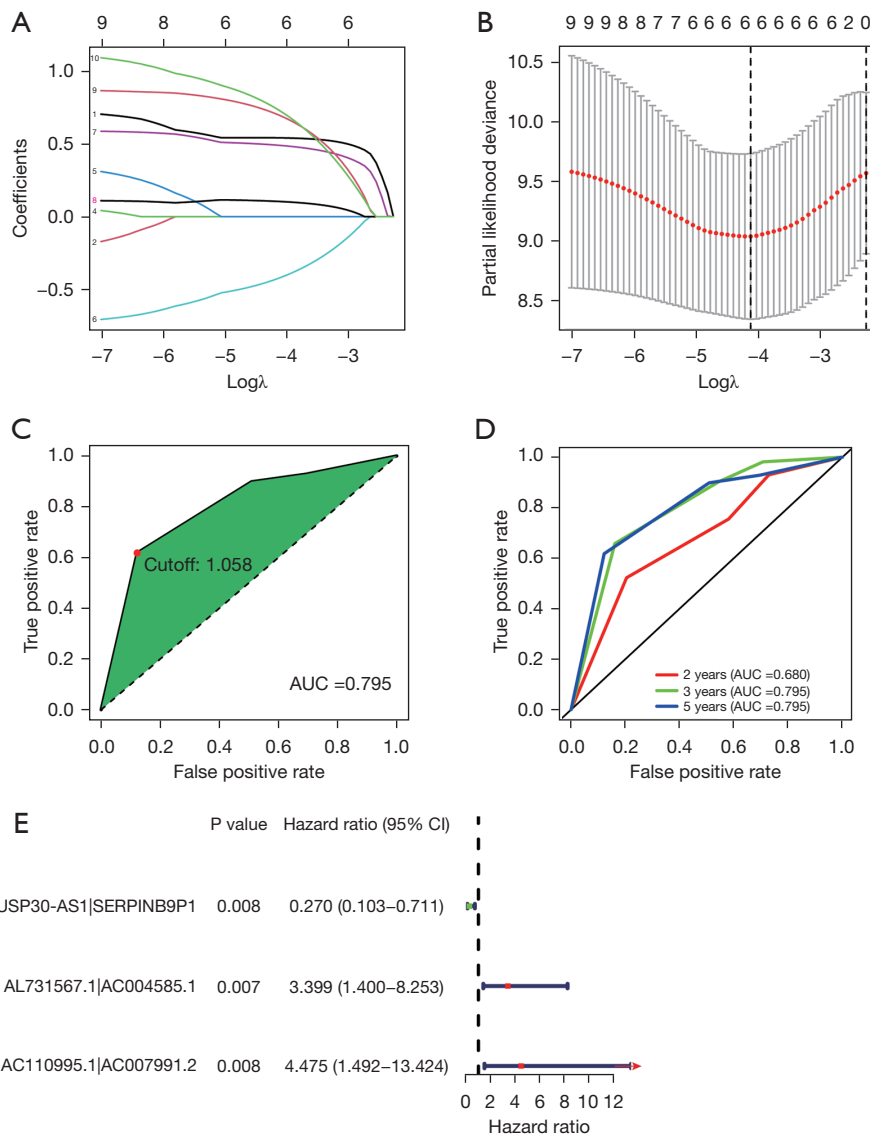 A
9 8 6 6 6
1.0
0.5
0.0
−0.5
Coefficients
10
9
1
7
5
8
4
2
6
−7 −6 −5 −4 −3
Logλ
B
9 9 9 8 8 7 7 6 6 6 6 6 6 6 6 6 2 0
10.5
10.0
9.5
9.0
8.5
Partial likelihood deviance
−7 −6 −5 −4 −3
Logλ
C
1.0
0.8
0.6
0.4
0.2
0.0
True positive rate
Cutoff: 1.058
AUC =0.795
0.0 0.2 0.4 0.6 0.8 1.0
False positive rate
D
1.0
0.8
0.6
0.4
0.2
0.0
True positive rate
2 years (AUC =0.680)
3 years (AUC =0.795)
5 years (AUC =0.795)
0.0 0.2 0.4 0.6 0.8 1.0
False positive rate
E
P value Hazard ratio (95% CI)
USP30-AS1|SERPINB9P1 0.008 0.270 (0.103−0.711)
AL731567.1|AC004585.1 0.007 3.399 (1.400−8.253)
AC110995.1|AC007991.2 0.008 4.475 (1.492−13.424)
0 2 4 6 8 10 12
Hazard ratio